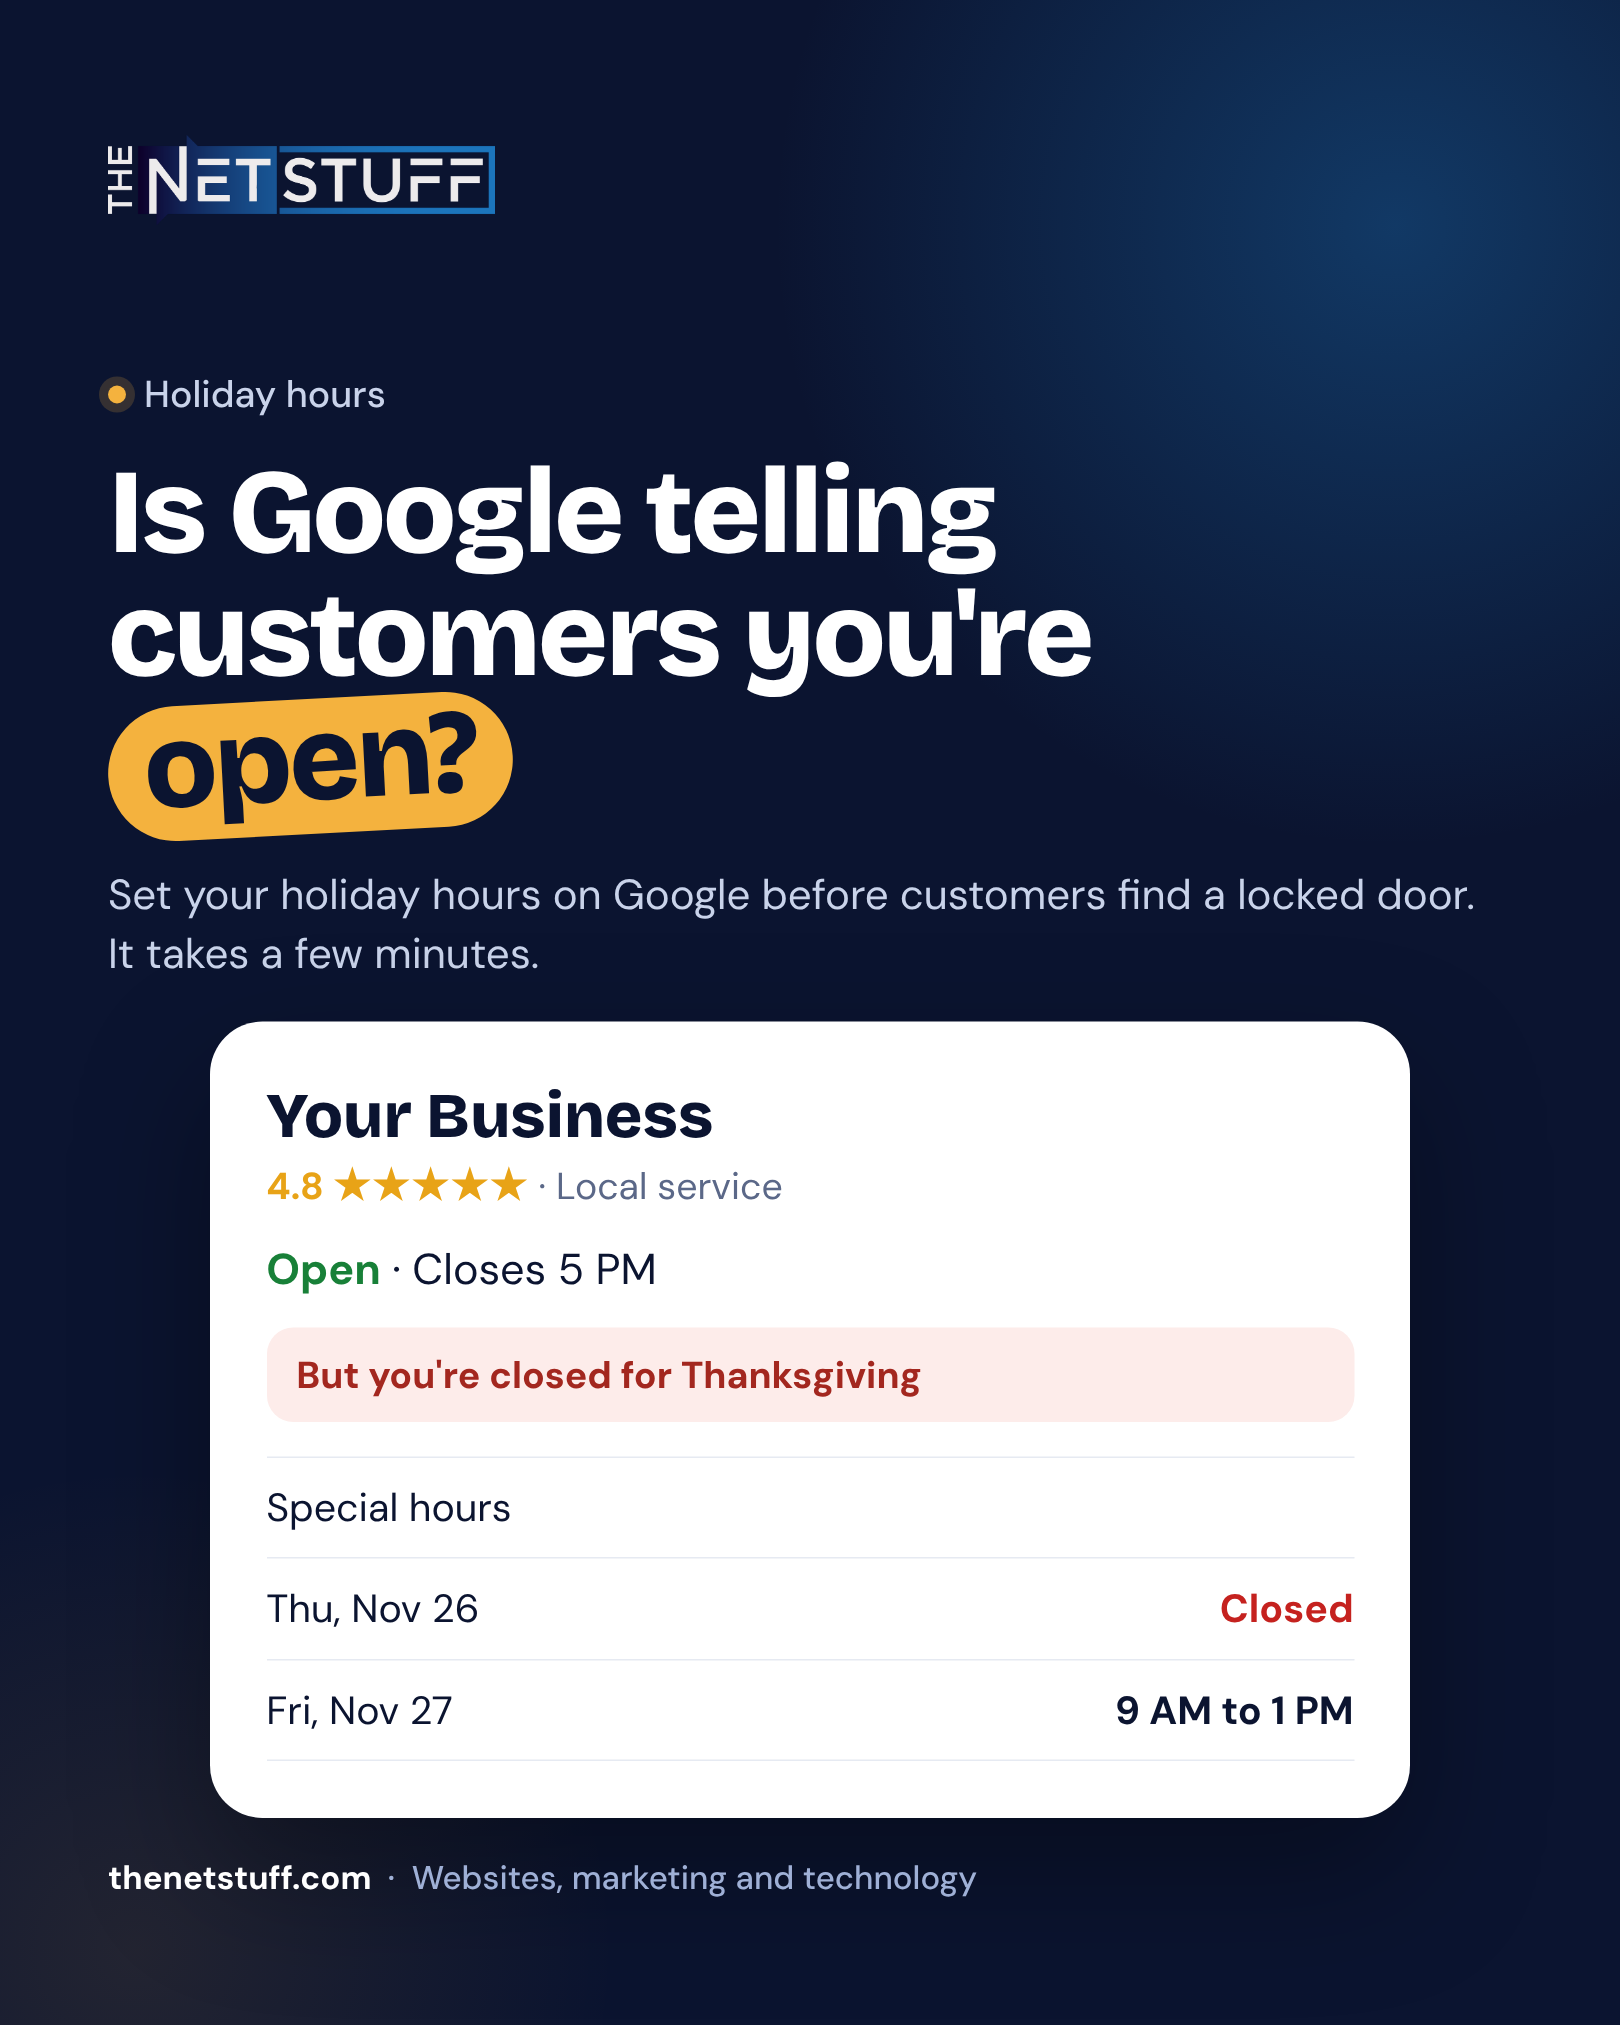 THE NETSTUFF
Holiday hours
Is Google telling
customers you're
open?
Set your holiday hours on Google before customers find a locked door.
It takes a few minutes.
Your Business
4.8 ★★★★★ · Local service
Open · Closes 5 PM
But you're closed for Thanksgiving
Special hours
Thu, Nov 26 Closed
Fri, Nov 27 9 AM to 1 PM
thenetstuff.com · Websites, marketing and technology